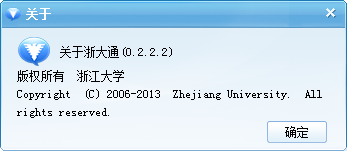 关于
关于浙大通(0.2.2.2)
版权所有 浙江大学
Copyright (C) 2006-2013 Zhejiang University. All
rights reserved.
确定